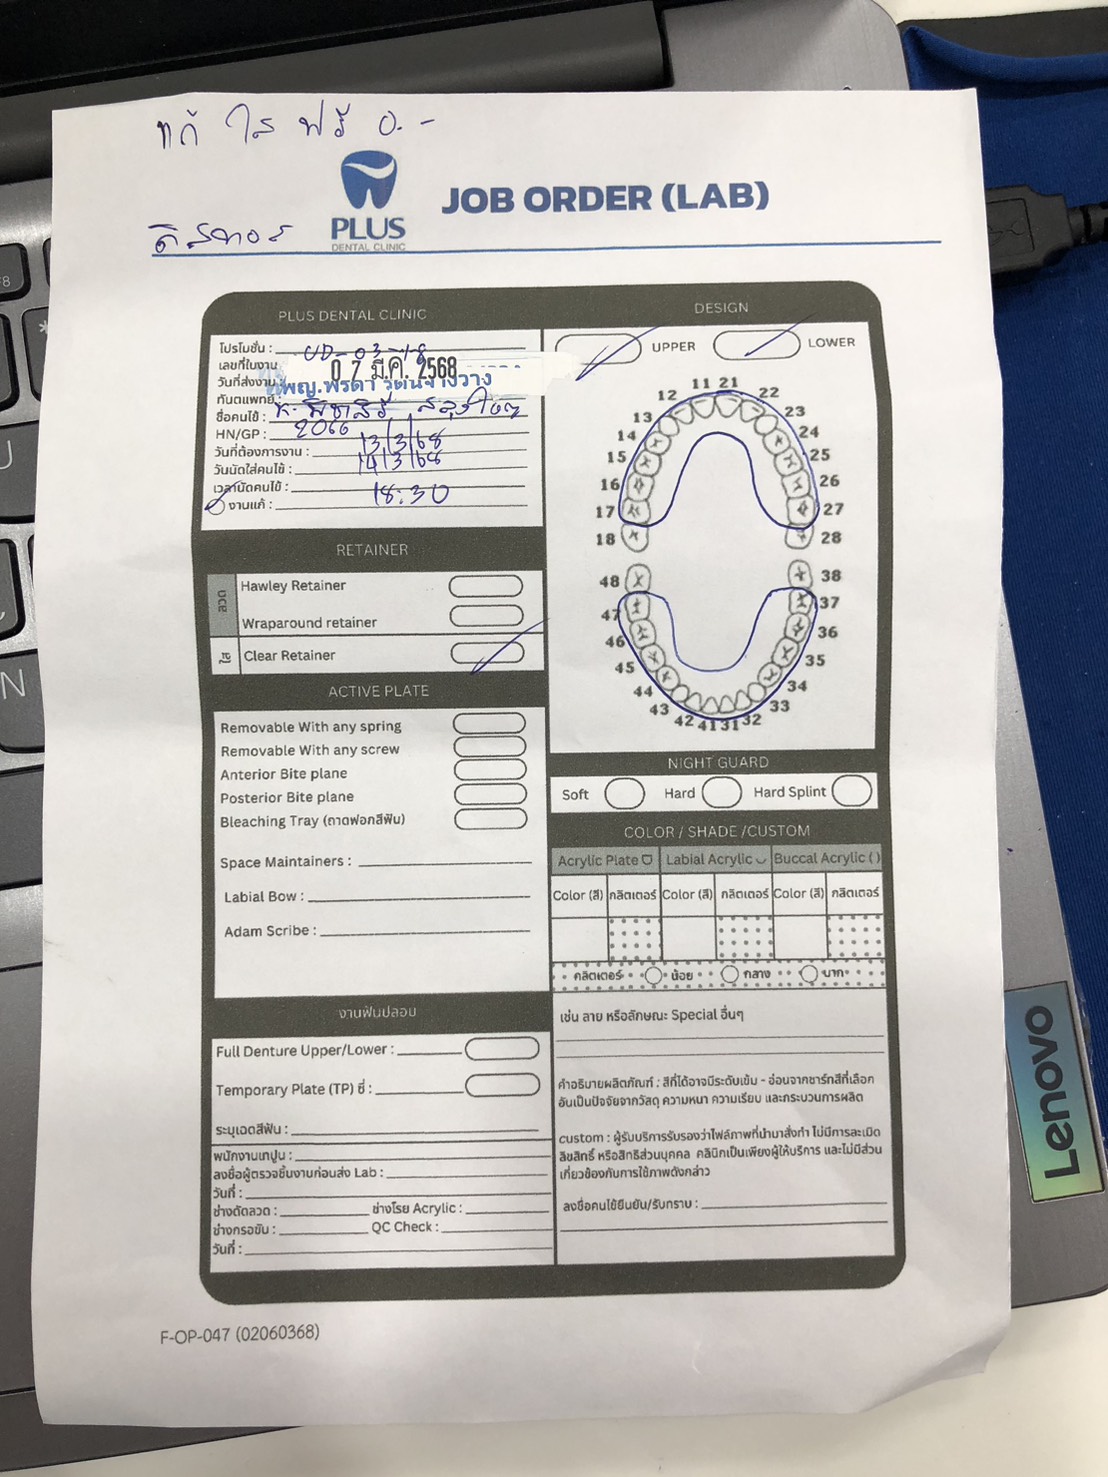 แก้ ใส ฟรี 0.-
PLUS
DENTAL CLINIC
JOB ORDER (LAB)
PLUS DENTAL CLINIC
โปรโมชั่น : UD-03-18
เลขที่ใบงาน
วันที่ส่งงาน : 07 มี.ค. 2568
ทันตแพทย์ :
ชื่อคนไข้ :
HN/GP : 2066
วันที่ต้องการงาน : 13/3/68
วันนัดใส่คนไข้ : 14/3/68
เวลานัดคนไข้ : 18:30
งานแก้ :
DESIGN
UPPER
LOWER
11 21
12 22
13 23
14 24
15 25
16 26
17 27
18 28
48 38
47 37
46 36
45 35
44 34
43 33
42 41 31 32
RETAINER
ลวด
Hawley Retainer
Wraparound retainer
ใส
Clear Retainer
ACTIVE PLATE
Removable With any spring
Removable With any screw
Anterior Bite plane
Posterior Bite plane
Bleaching Tray (ถาดฟอกสีฟัน)
Space Maintainers :
Labial Bow :
Adam Scribe :
NIGHT GUARD
Soft Hard Hard Splint
COLOR / SHADE /CUSTOM
Acrylic Plate Labial Acrylic Buccal Acrylic ( )
Color (สี) กลิตเตอร์ Color (สี) กลิตเตอร์ Color (สี) กลิตเตอร์
กลิตเตอร์ น้อย กลาง มาก
งานฟันปลอม
Full Denture Upper/Lower :
Temporary Plate (TP) ซี่ :
ระบุเฉดสีฟัน :
พนักงานเทปูน :
ลงชื่อผู้ตรวจชิ้นงานก่อนส่ง Lab :
วันที่ :
ช่างดัดลวด : ช่างโรย Acrylic :
ช่างกรอขัด : QC Check :
วันที่ :
เช่น ลาย หรือลักษณะ Special อื่นๆ
คำอธิบายผลิตภัณฑ์ : สีที่ได้อาจมีระดับเข้ม - อ่อนจากชาร์ทสีที่เลือก
อันเป็นปัจจัยจากวัสดุ ความหนา ความเรียบ และกระบวนการผลิต
custom : ผู้รับบริการรับรองว่าไฟล์ภาพที่นำมาสั่งทำ ไม่มีการละเมิด
ลิขสิทธิ์ หรือสิทธิส่วนบุคคล คลินิกเป็นเพียงผู้ให้บริการ และไม่มีส่วน
เกี่ยวข้องกับการใช้ภาพดังกล่าว
ลงชื่อคนไข้ยืนยัน/รับทราบ :
F-OP-047 (02060368)
Lenovo